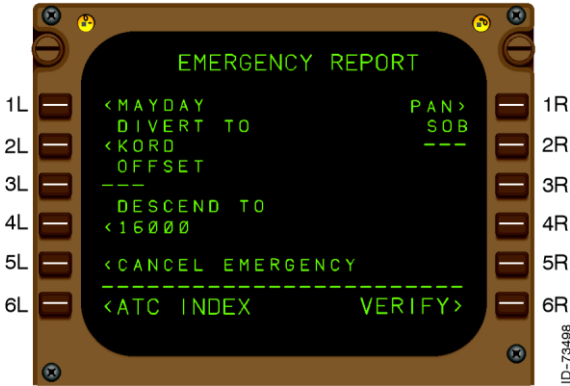 EMERGENCY REPORT
1L <MAYDAY PAN> 1R
DIVERT TO SOB
2L <KORD --- 2R
OFFSET
3L --- 3R
DESCEND TO
4L <16000 4R
5L <CANCEL EMERGENCY 5R
------------------------
6L <ATC INDEX VERIFY> 6R
ID-73498